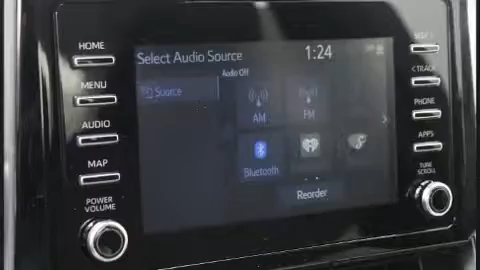 HOME
MENU
AUDIO
MAP
POWER
VOLUME
Select Audio Source
1:24
Audio Off
Source
AM
FM
Bluetooth
Reorder
SEEK >
< TRACK
PHONE
APPS
TUNE
SCROLL